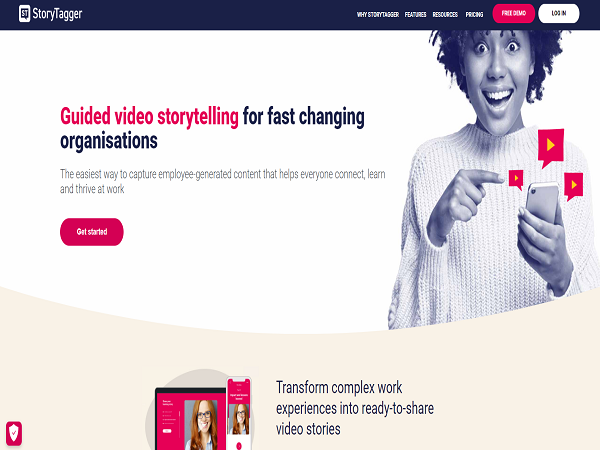 ST StoryTagger
WHY STORYTAGGER FEATURES RESOURCES PRICING FREE DEMO LOG IN
Guided video storytelling for fast changing
organisations
The easiest way to capture employee-generated content that helps everyone connect, learn
and thrive at work
Get started
Transform complex work
experiences into ready-to-share
video stories